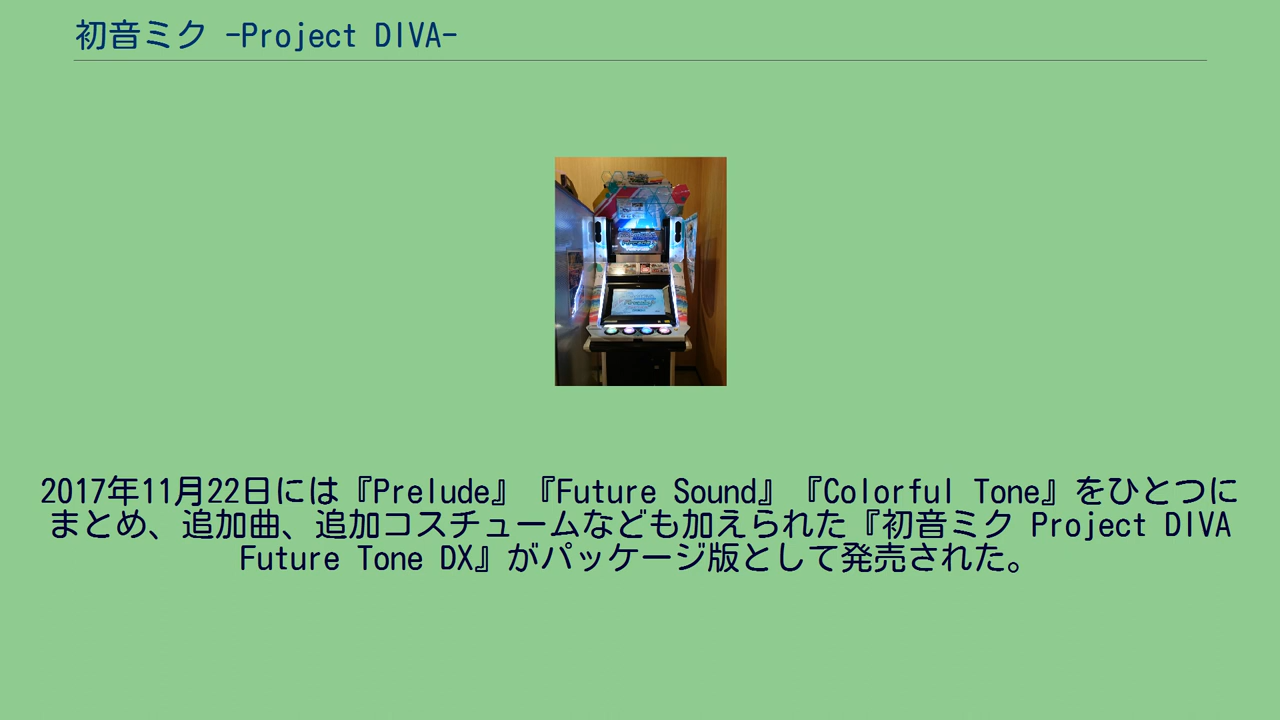 初音ミク -Project DIVA-
2017年11月22日には『Prelude』『Future Sound』『Colorful Tone』をひとつに
まとめ、追加曲、追加コスチュームなども加えられた『初音ミク Project DIVA
Future Tone DX』がパッケージ版として発売された。